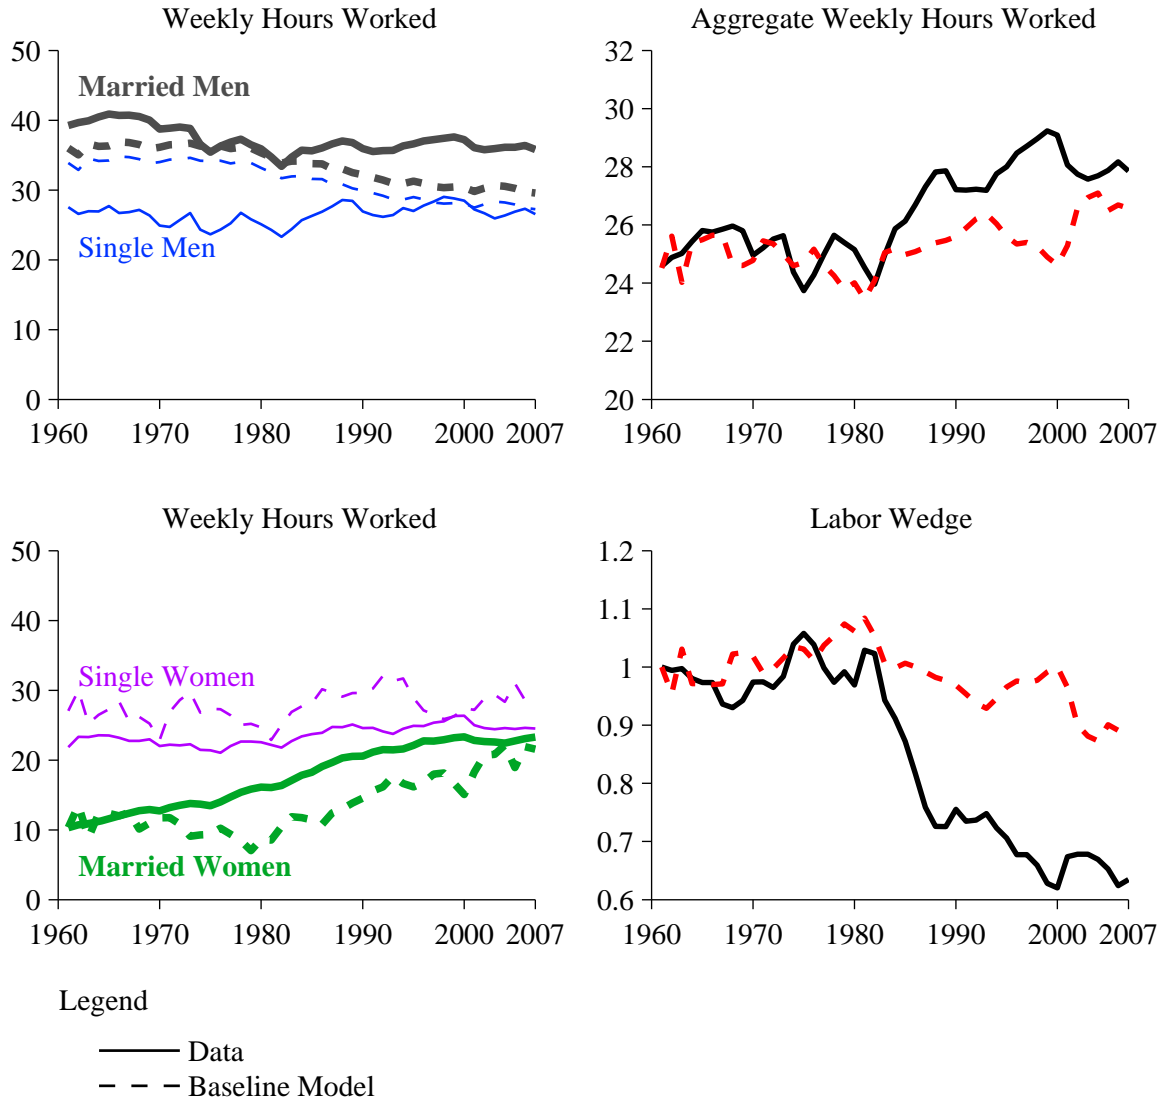 Weekly Hours Worked
50
40
30
20
10
0
Married Men
Single Men
1960 1970 1980 1990 2000 2007
Aggregate Weekly Hours Worked
32
30
28
26
24
22
20
1960 1970 1980 1990 2000 2007
Weekly Hours Worked
50
40
30
20
10
0
Single Women
Married Women
1960 1970 1980 1990 2000 2007
Labor Wedge
1.2
1.1
1
0.9
0.8
0.7
0.6
1960 1970 1980 1990 2000 2007
Legend
Data
Baseline Model